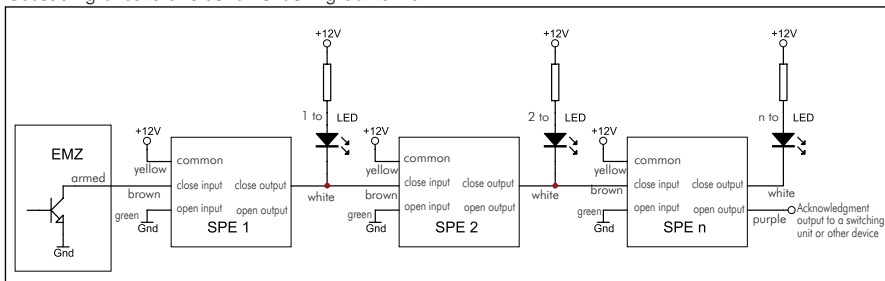 +12V +12V +12V
1 to LED 2 to LED n to LED
+12V +12V +12V
EMZ
yellow common yellow common yellow common
armed
brown close input close output white brown close input close output white brown close input close output white
green open input open output green open input open output green open input open output purple
Gnd Gnd Gnd
SPE 1 SPE 2 SPE n
Gnd
Acknowledgment
output to a switching
unit or other device